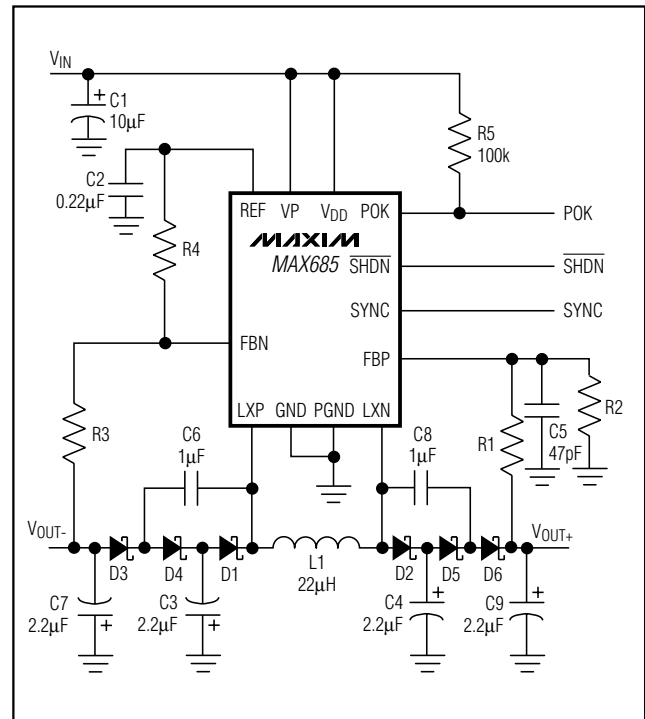 VIN
C1
10µF
R5
100k
C2
0.22µF
REF VP VDD POK
POK
R4
MAXIM
MAX685
SHDN
SHDN
SYNC
SYNC
FBN
FBP
LXP GND PGND LXN
R3
C6
1µF
C8
1µF
R1
C5
47pF
R2
VOUT-
VOUT+
D3 D4 D1
L1
22µH
D2 D5 D6
C7
2.2µF
C3
2.2µF
C4
2.2µF
C9
2.2µF